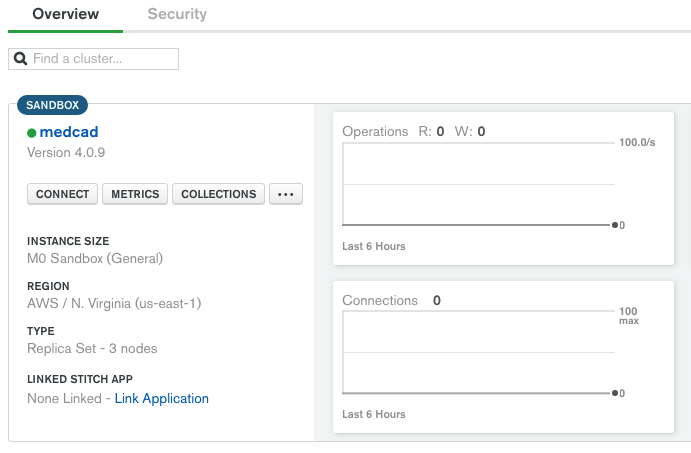 Overview Security
Find a cluster...
SANDBOX
medcad
Version 4.0.9
CONNECT METRICS COLLECTIONS ...
INSTANCE SIZE
M0 Sandbox (General)
REGION
AWS / N. Virginia (us-east-1)
TYPE
Replica Set - 3 nodes
LINKED STITCH APP
None Linked - Link Application
Operations R: 0 W: 0
100.0/s
0
Last 6 Hours
Connections 0
100
max
0
Last 6 Hours